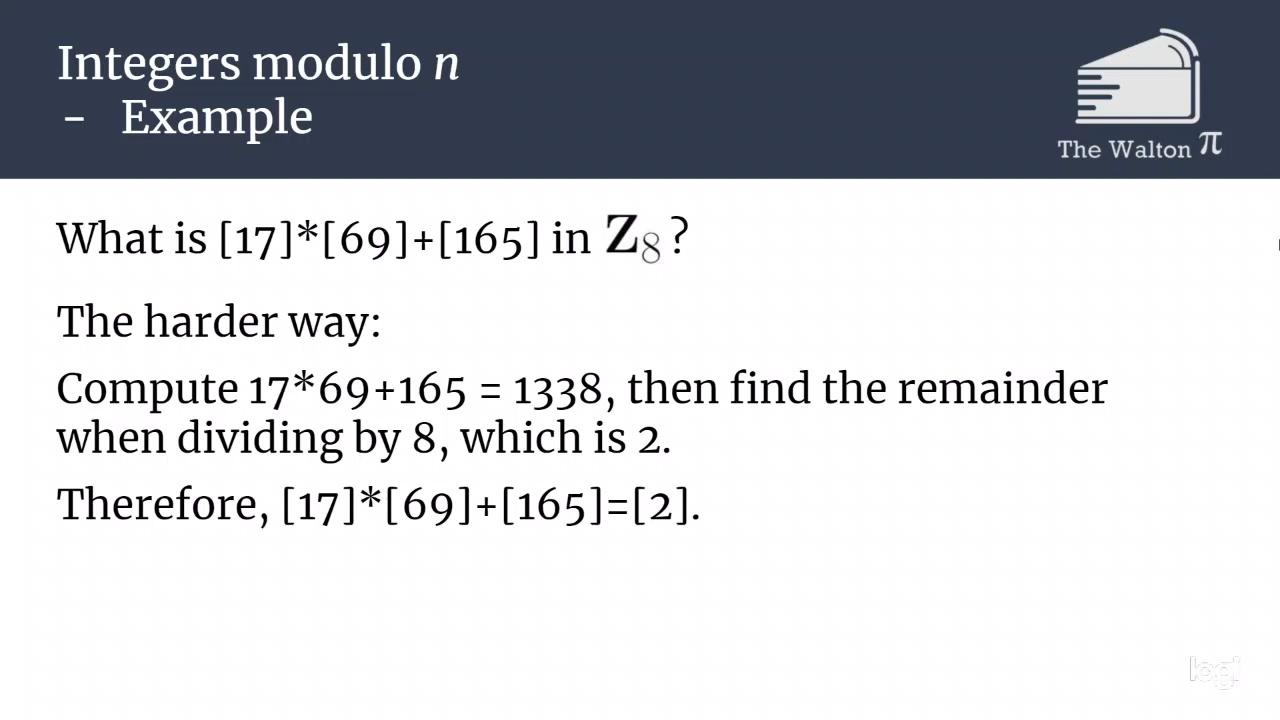 Integers modulo n
- Example
The Walton π
What is [17]*[69]+[165] in Z₈ ?
The harder way:
Compute 17*69+165 = 1338, then find the remainder
when dividing by 8, which is 2.
Therefore, [17]*[69]+[165]=[2].
logi